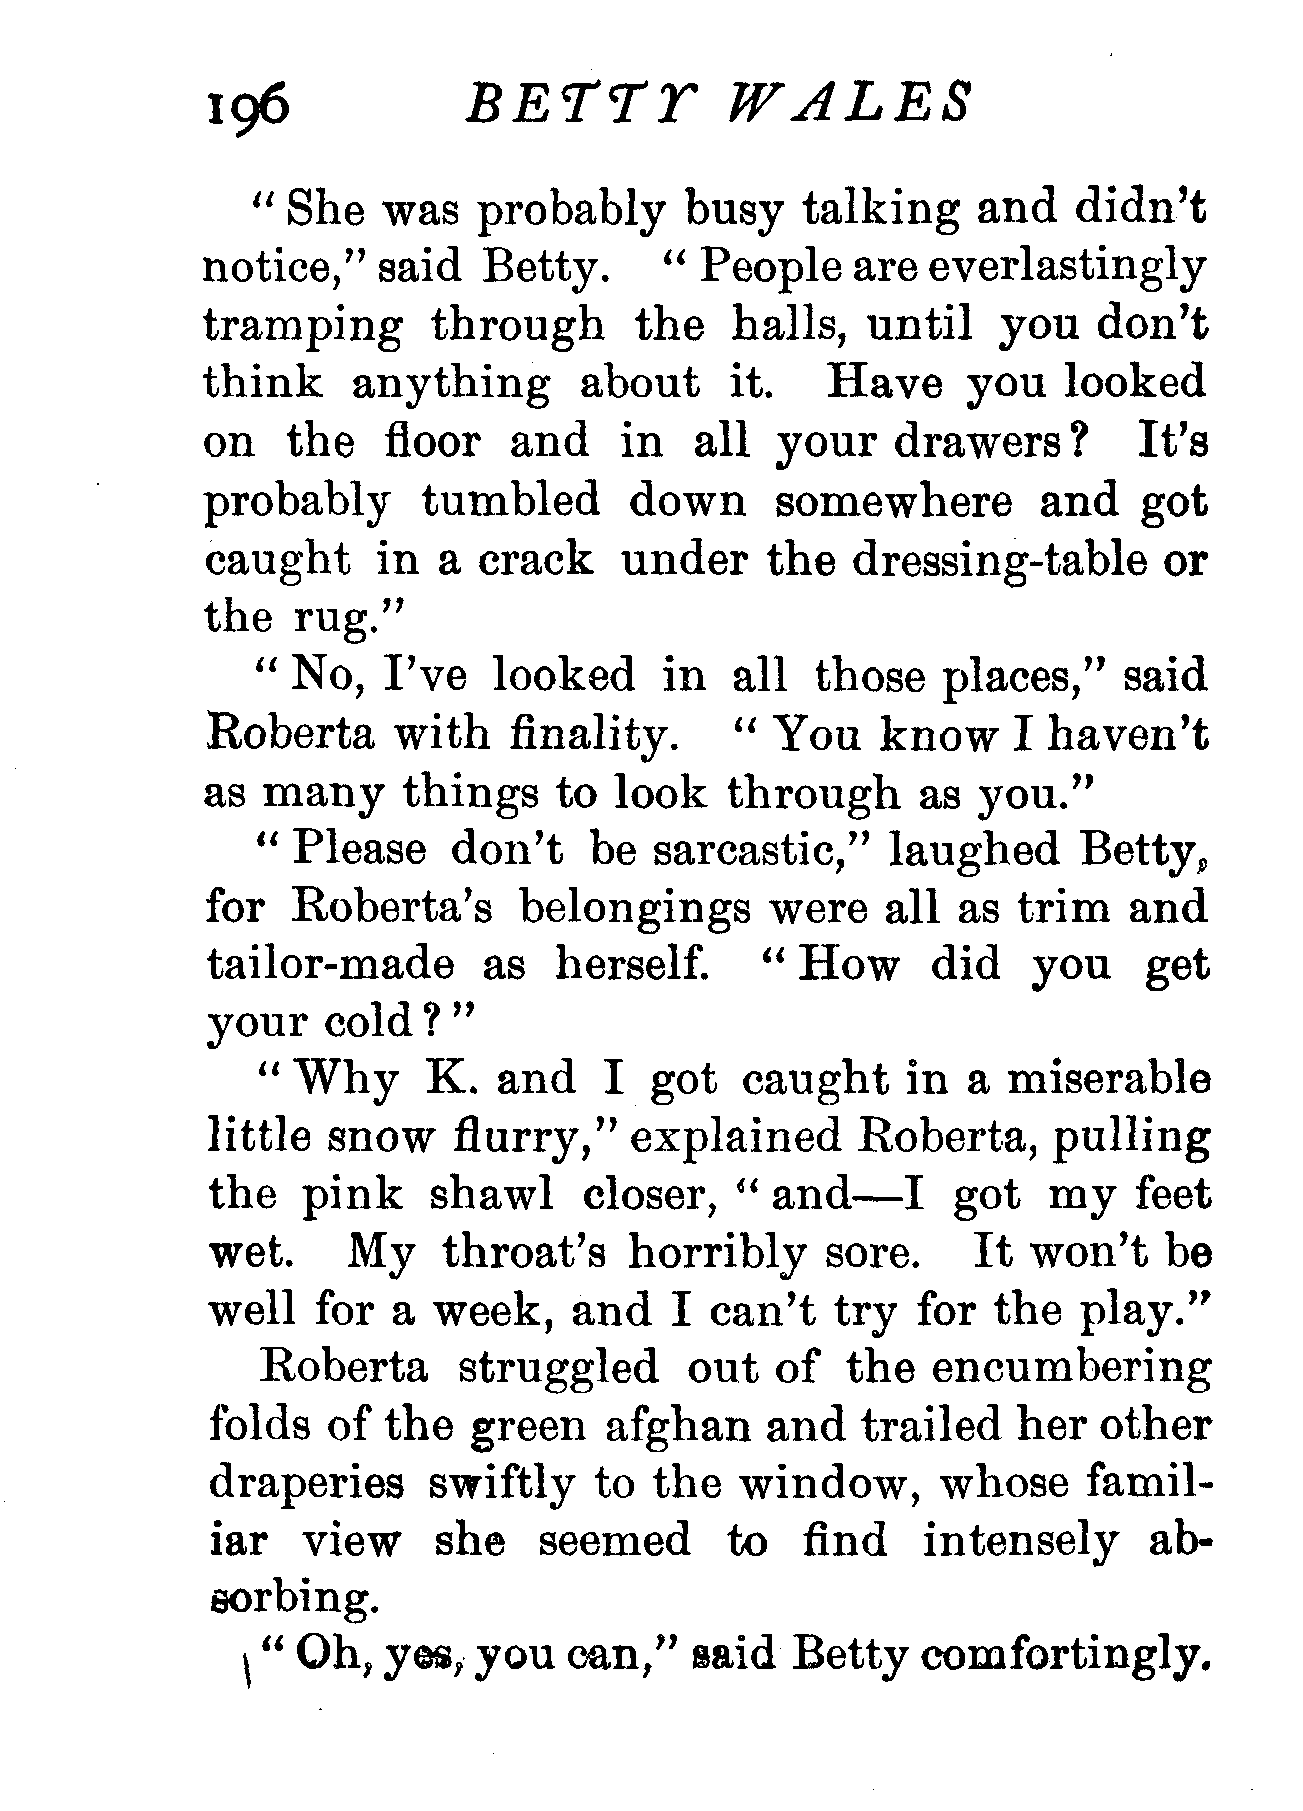 196 BETTY WALES
"She was probably busy talking and didn't
notice," said Betty. "People are everlastingly
tramping through the halls, until you don't
think anything about it. Have you looked
on the floor and in all your drawers? It's
probably tumbled down somewhere and got
caught in a crack under the dressing-table or
the rug."
"No, I've looked in all those places," said
Roberta with finality. "You know I haven't
as many things to look through as you."
"Please don't be sarcastic," laughed Betty,
for Roberta's belongings were all as trim and
tailor-made as herself. "How did you get
your cold?"
"Why K. and I got caught in a miserable
little snow flurry," explained Roberta, pulling
the pink shawl closer, "and—I got my feet
wet. My throat's horribly sore. It won't be
well for a week, and I can't try for the play."
Roberta struggled out of the encumbering
folds of the green afghan and trailed her other
draperies swiftly to the window, whose famil-
iar view she seemed to find intensely ab-
sorbing.
"Oh, yes, you can," said Betty comfortingly.